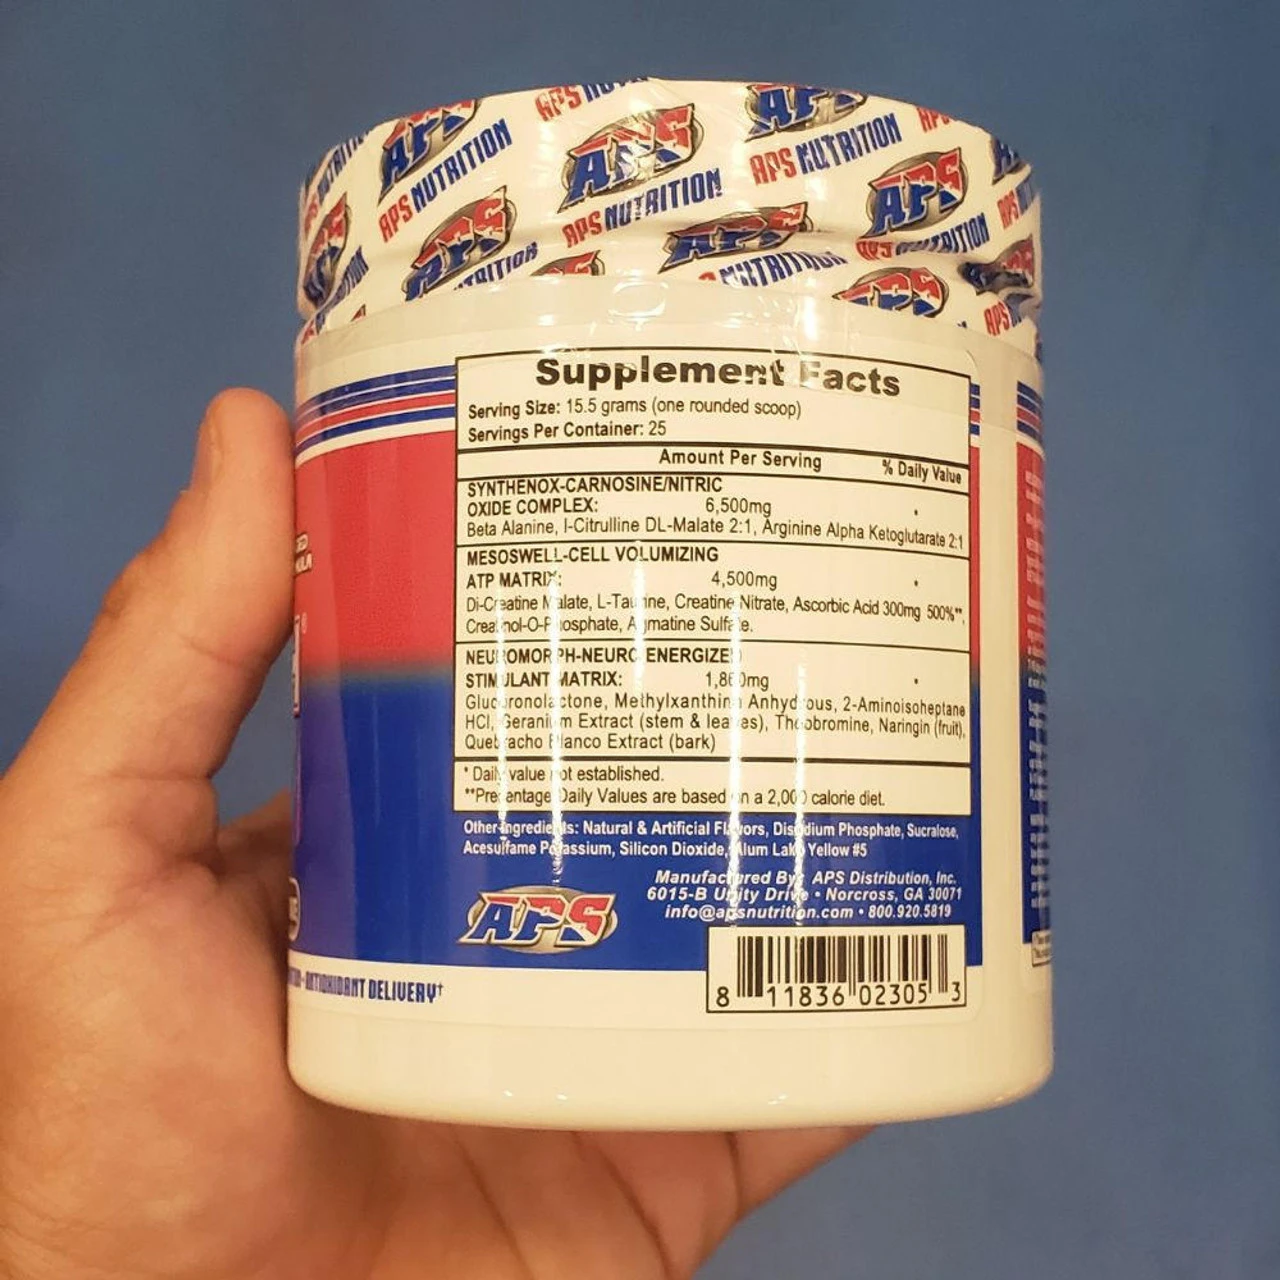 APS NUTRITION
APS NUTRITION
APS NUTRITION
APS
Supplement Facts
Serving Size: 15.5 grams (one rounded scoop)
Servings Per Container: 25
Amount Per Serving % Daily Value
SYNTHENOX-CARNOSINE/NITRIC
OXIDE COMPLEX: 6,500mg *
Beta Alanine, l-Citrulline DL-Malate 2:1, Arginine Alpha Ketoglutarate 2:1
MESOSWELL-CELL VOLUMIZING
ATP MATRIX: 4,500mg *
Di-Creatine Malate, L-Taurine, Creatine Nitrate, Ascorbic Acid 300mg 500%**,
Creatinol-O-Phosphate, Agmatine Sulfate.
NEUROMORPH-NEURO ENERGIZED
STIMULANT MATRIX: *
Glucuronolactone, Methylxanthine Anhydrous, 2-Aminoisoheptane
HCl, Geranium Extract (stem & leaves), Theobromine, Naringin (fruit),
Quebracho Blanco Extract (bark)
* Daily value not established.
**Precentage Daily Values are based on a 2,000 calorie diet.
Other Ingredients: Natural & Artificial Flavors, Disodium Phosphate, Sucralose,
Acesulfame Potassium, Silicon Dioxide, Alum Lake Yellow #5
Manufactured By: APS Distribution, Inc.
6015-B Unity Drive • Norcross, GA 30071
info@apsnutrition.com • 800.920.5819
APS
ANTIOXIDANT DELIVERY†
8 11836 02305 3